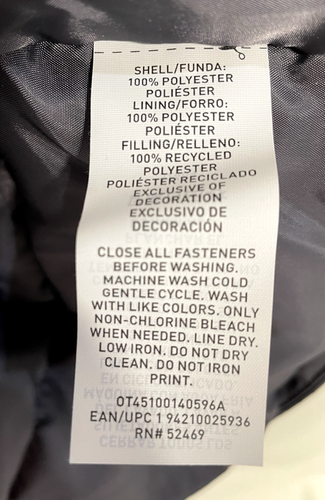 SHELL/FUNDA:
100% POLYESTER
POLIÉSTER
LINING/FORRO:
100% POLYESTER
POLIÉSTER
FILLING/RELLENO:
100% RECYCLED
POLYESTER
POLIÉSTER RECICLADO
EXCLUSIVE OF
DECORATION
EXCLUSIVO DE
DECORACIÓN
CLOSE ALL FASTENERS
BEFORE WASHING.
MACHINE WASH COLD
GENTLE CYCLE. WASH
WITH LIKE COLORS. ONLY
NON-CHLORINE BLEACH
WHEN NEEDED. LINE DRY.
LOW IRON. DO NOT DRY
CLEAN. DO NOT IRON
PRINT.
OT45100140596A
EAN/UPC 1 94210025936
RN# 52469